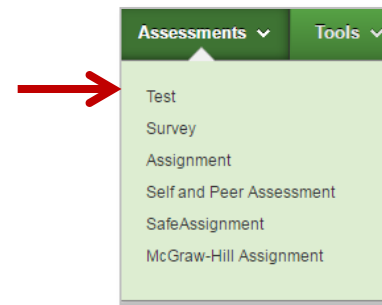 Assessments Tools
Test
Survey
Assignment
Self and Peer Assessment
SafeAssignment
McGraw-Hill Assignment